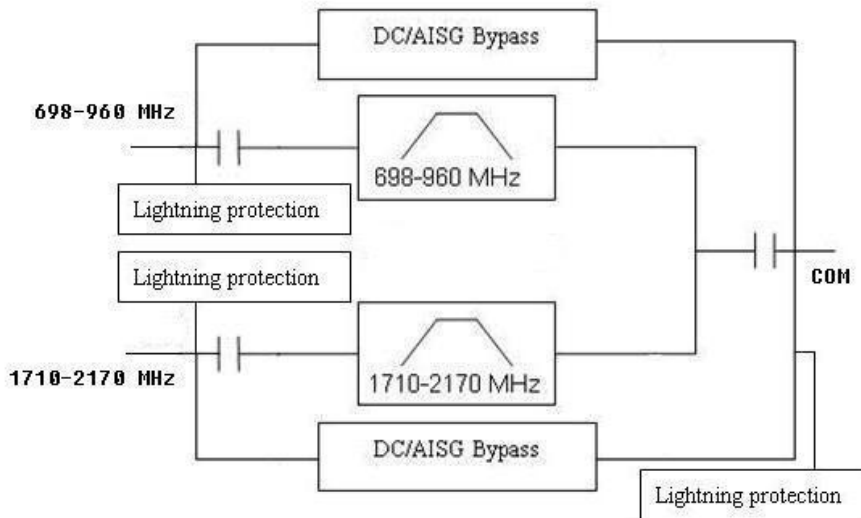 DC/AISG Bypass
698-960 MHz
698-960 MHz
Lightning protection
Lightning protection
COM
1710-2170 MHz
1710-2170 MHz
DC/AISG Bypass
Lightning protection